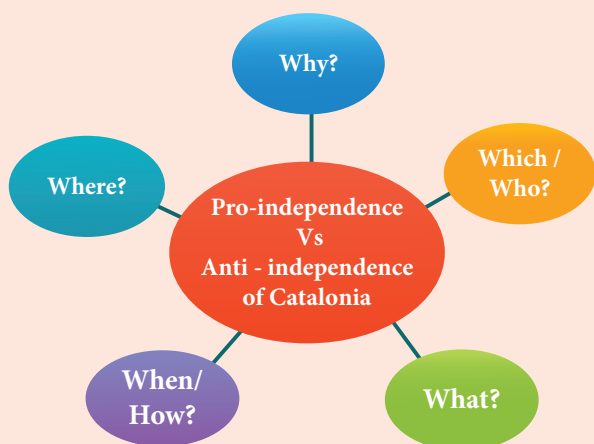 Why?
Which /
Who?
Where?
Pro-independence
Vs
Anti - independence
of Catalonia
When/
How?
What?